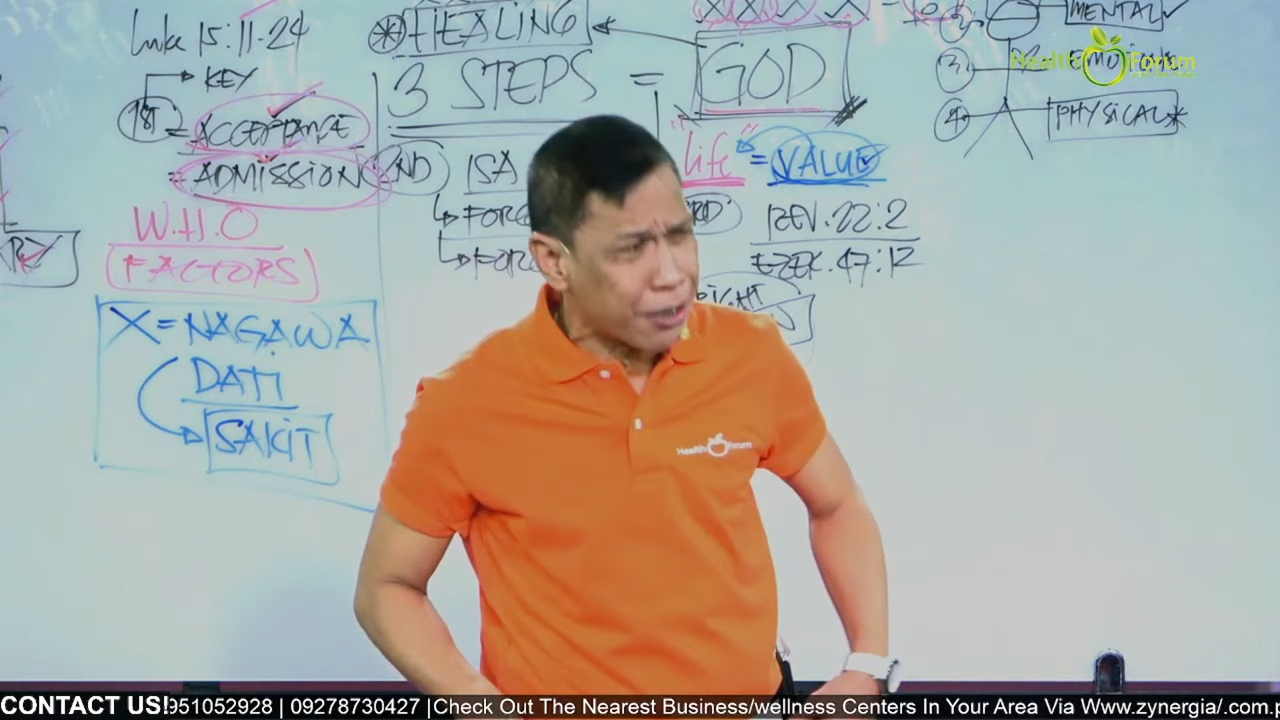 Luke 15:11-24
KEY
1ST
= ACCEPTANCE
= ADMISSION
W.H.O
FACTORS
X = NAGAWA
DATI
SAKIT
* HEALING
3 STEPS = GOD
2ND
ISA
"life" = VALUE
REV. 22:2
EZEK. 47:12
MENTAL
3
4
PHYSICAL*
Health Forum
Health Forum
CONTACT US! 951052928 | 09278730427 | Check Out The Nearest Business/wellness Centers In Your Area Via Www.zynergia/.com.p